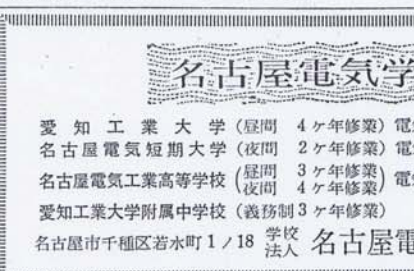 名古屋電気学
愛知工業大学(昼間 4ヶ年修業)電
名古屋電気短期大学(夜間 2ヶ年修業)電
名古屋電気工業高等学校(昼間 3ヶ年修業 夜間 4ヶ年修業)電
愛知工業大学附属中学校(義務制3ヶ年修業)
名古屋市千種区若水町1/18 学校法人 名古屋電